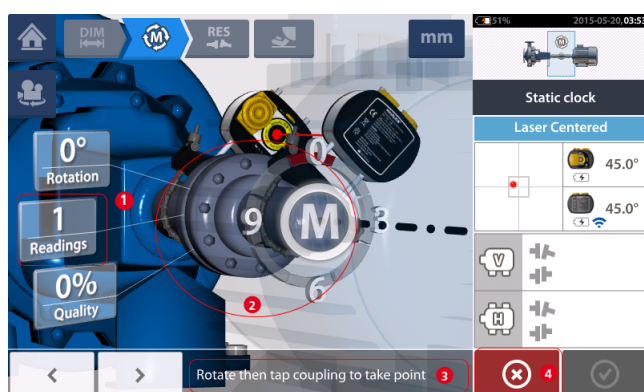 DIM
M
RES
mm
51%
2015-05-20, 03:53
M
Static clock
Laser Centered
45.0°
45.0°
V
H
0°
Rotation
1
1
Readings
0%
Quality
0
3
6
9
M
2
Rotate then tap coupling to take point
3
4